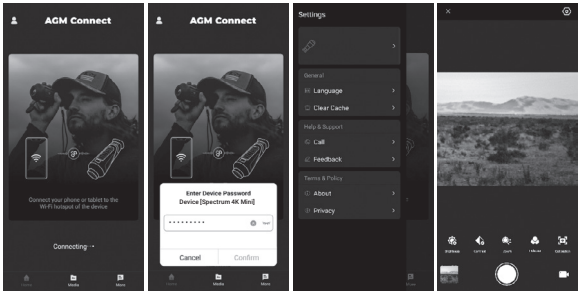 AGM Connect
Connect your phone or tablet to the
Wi-Fi hotspot of the device
Connecting
Media
More
AGM Connect
Enter Device Password
Device [Spectrum 4K Mini]
Cancel
Confirm
Media
More
Settings
General
Language
Clear Cache
Help & Support
Call
Feedback
Terms & Policy
About
Privacy
More